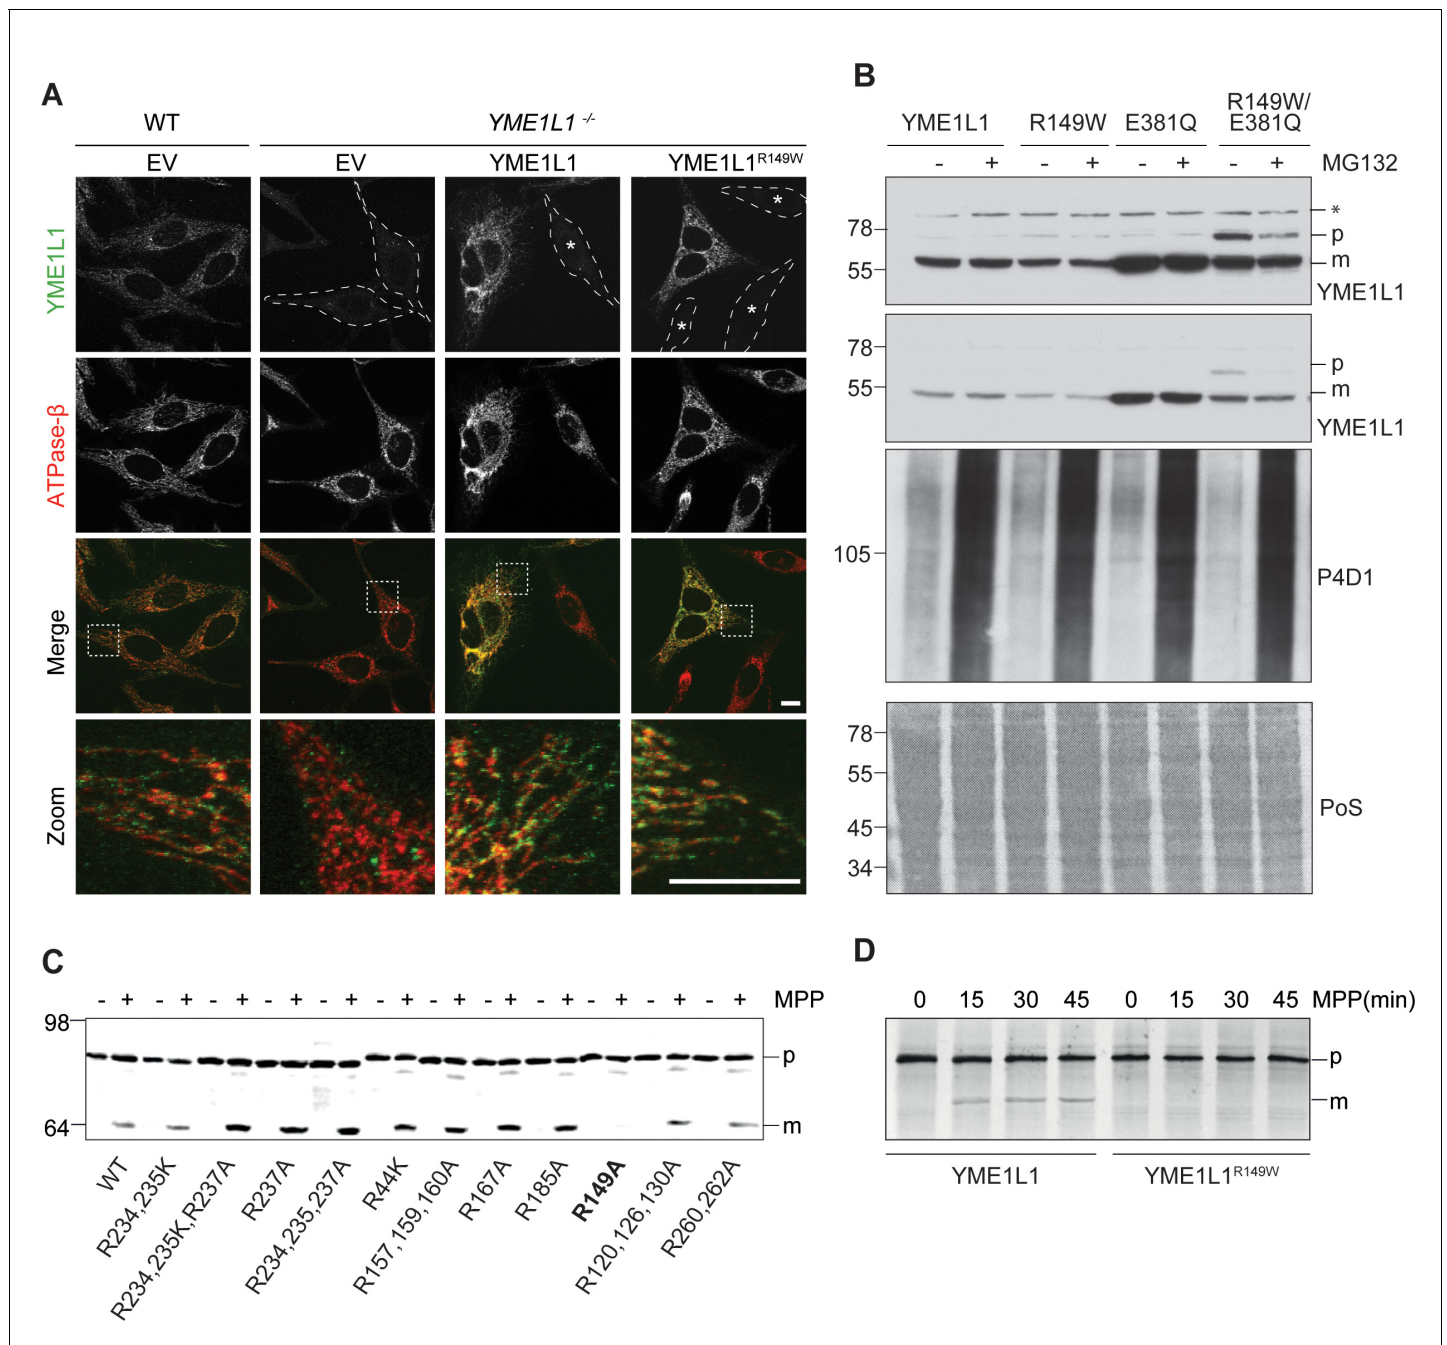 A
WT
YME1L1 -/-
EV
EV
YME1L1
YME1L1R149W
YME1L1
*
*
*
*
ATPase-β
Merge
Zoom
B
YME1L1
R149W
E381Q
R149W/
E381Q
- + - + - + - + MG132
78
55
*
p
m
YME1L1
78
55
p
m
YME1L1
105
P4D1
78
55
45
34
PoS
C
- + - + - + - + - + - + - + - + - + - + - + - + MPP
98
64
p
m
WT
R234,235K
R234,235K,R237A
R237A
R234,235,237A
R44K
R157,159,160A
R167A
R185A
R149A
R120,126,130A
R260,262A
D
0 15 30 45 0 15 30 45 MPP(min)
p
m
YME1L1
YME1L1R149W